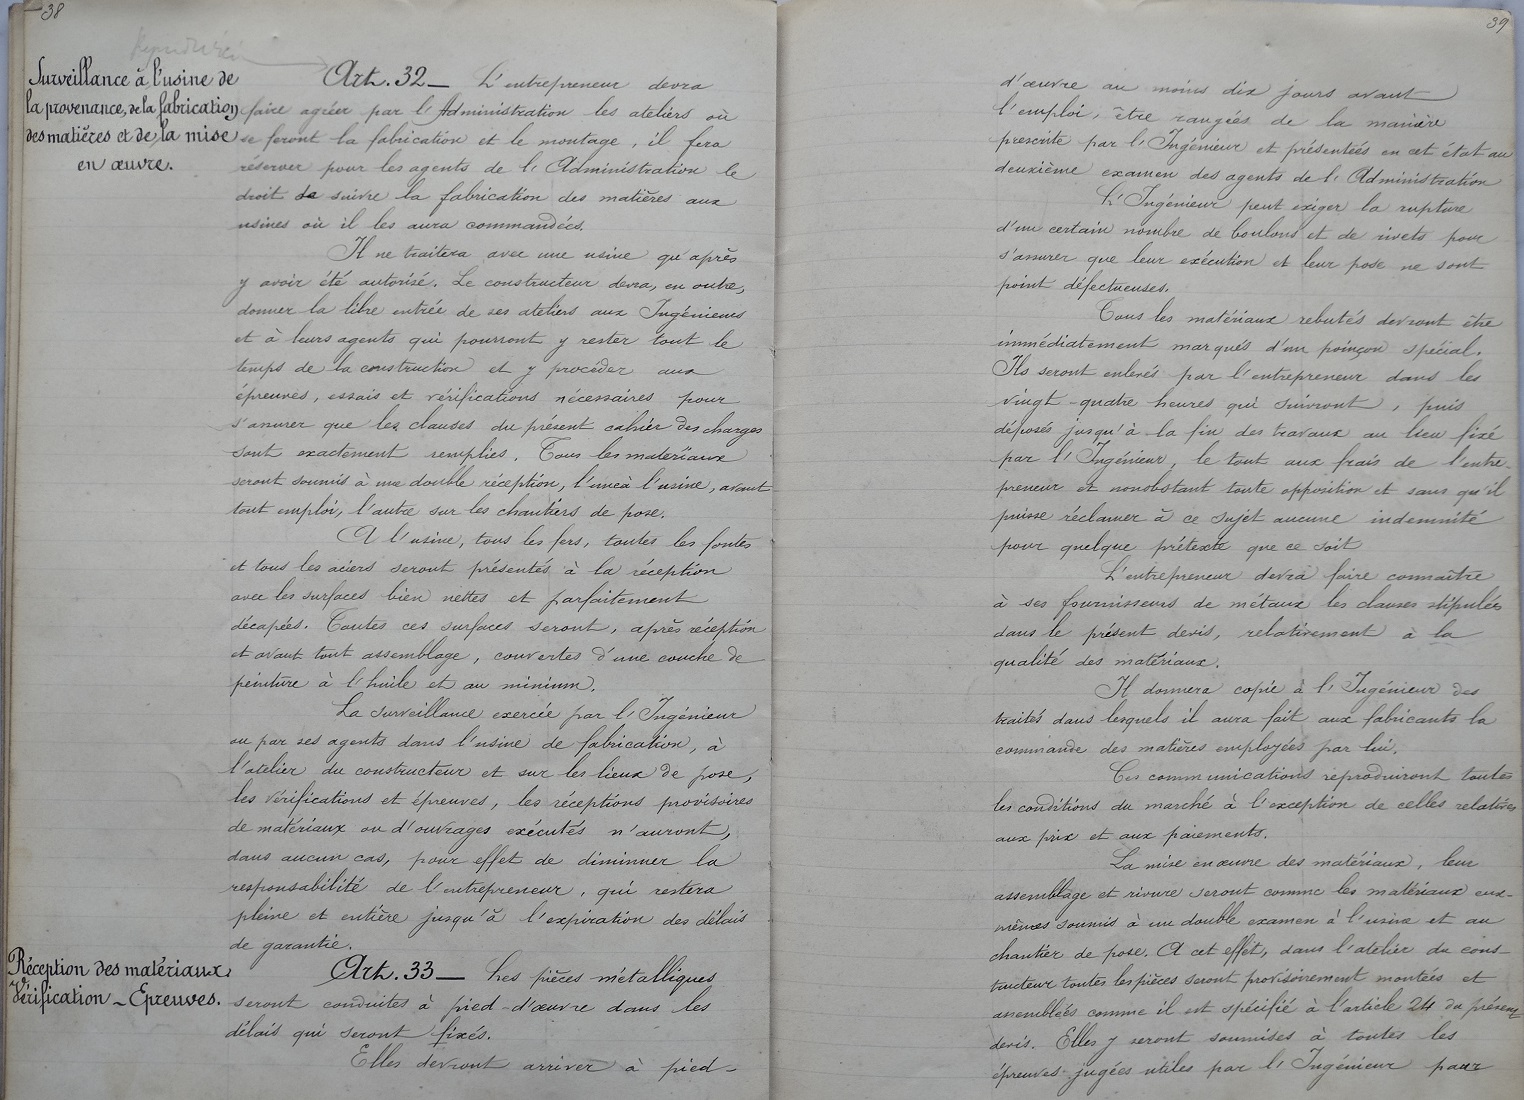 38
Surveillance à l'usine de
la provenance, de la fabrication
des matières et de la mise
en œuvre.
Art. 32 — L'entrepreneur devra
faire agréer par l'Administration les ateliers où
se feront la fabrication et le montage, il fera
réserver pour les agents de l'Administration le
droit de suivre la fabrication des matières aux
usines où il les aura commandées.
Il ne traitera avec une usine qu'après
y avoir été autorisé. Le constructeur devra, en outre,
donner la libre entrée de ses ateliers aux Ingénieurs
et à leurs agents qui pourront y rester tout le
temps de la construction et y procéder aux
épreuves, essais et vérifications nécessaires pour
s'assurer que les clauses du présent cahier des charges
sont exactement remplies. Tous les matériaux
seront soumis à une double réception, l'une à l'usine, avant
tout emploi, l'autre sur les chantiers de pose.
A l'usine, tous les fers, toutes les fontes
et tous les aciers seront présentés à la réception
avec les surfaces bien nettes et parfaitement
décapées. Toutes ces surfaces seront, après réception
et avant tout assemblage, couvertes d'une couche de
peinture à l'huile et au minium.
La surveillance exercée par l'Ingénieur
ou par ses agents dans l'usine de fabrication, à
l'atelier du constructeur et sur les lieux de pose,
les vérifications et épreuves, les réceptions provisoires
de matériaux ou d'ouvrages exécutés n'auront,
dans aucun cas, pour effet de diminuer la
responsabilité de l'entrepreneur, qui restera
pleine et entière jusqu'à l'expiration des délais
de garantie.
Réception des matériaux.
Vérification - Epreuves.
Art. 33 — Les pièces métalliques
seront conduites à pied-d'œuvre dans les
délais qui seront fixés.
Elles devront arriver à pied-
39
d'œuvre au moins dix jours avant
l'emploi, être rangées de la manière
prescrite par l'Ingénieur et présentées en cet état au
deuxième examen des agents de l'Administration
L'Ingénieur peut exiger la rupture
d'un certain nombre de boulons et de rivets pour
s'assurer que leur exécution et leur pose ne sont
point défectueuses.
Tous les matériaux rebutés devront être
immédiatement marqués d'un poinçon spécial.
Ils seront enlevés par l'entrepreneur dans les
vingt-quatre heures qui suivront, puis
déposés jusqu'à la fin des travaux au lieu fixé
par l'Ingénieur, le tout aux frais de l'entre-
preneur et nonobstant toute opposition et sans qu'il
puisse réclamer à ce sujet aucune indemnité
pour quelque prétexte que ce soit
L'entrepreneur devra faire connaître
à ses fournisseurs de métaux les clauses stipulées
dans le présent devis, relativement à la
qualité des matériaux.
Il donnera copie à l'Ingénieur des
traités dans lesquels il aura fait aux fabricants la
commande des matières employées par lui.
Ces communications reproduiront toutes
les conditions du marché à l'exception de celles relatives
aux prix et aux paiements.
La mise en œuvre des matériaux, leur
assemblage et rivure seront comme les matériaux eux-
mêmes soumis à un double examen à l'usine et au
chantier de pose. A cet effet, dans l'atelier du cons-
tructeur toutes les pièces seront provisoirement montées et
assemblées comme il est spécifié à l'article 24 du présent
devis. Elles y seront soumises à toutes les
épreuves jugées utiles par l'Ingénieur pour